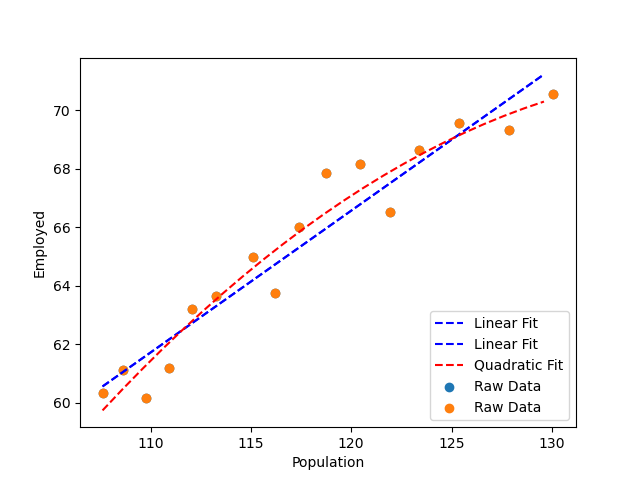 70
68
66
64
62
60
Employed
110
115
120
125
130
Population
Linear Fit
Linear Fit
Quadratic Fit
Raw Data
Raw Data